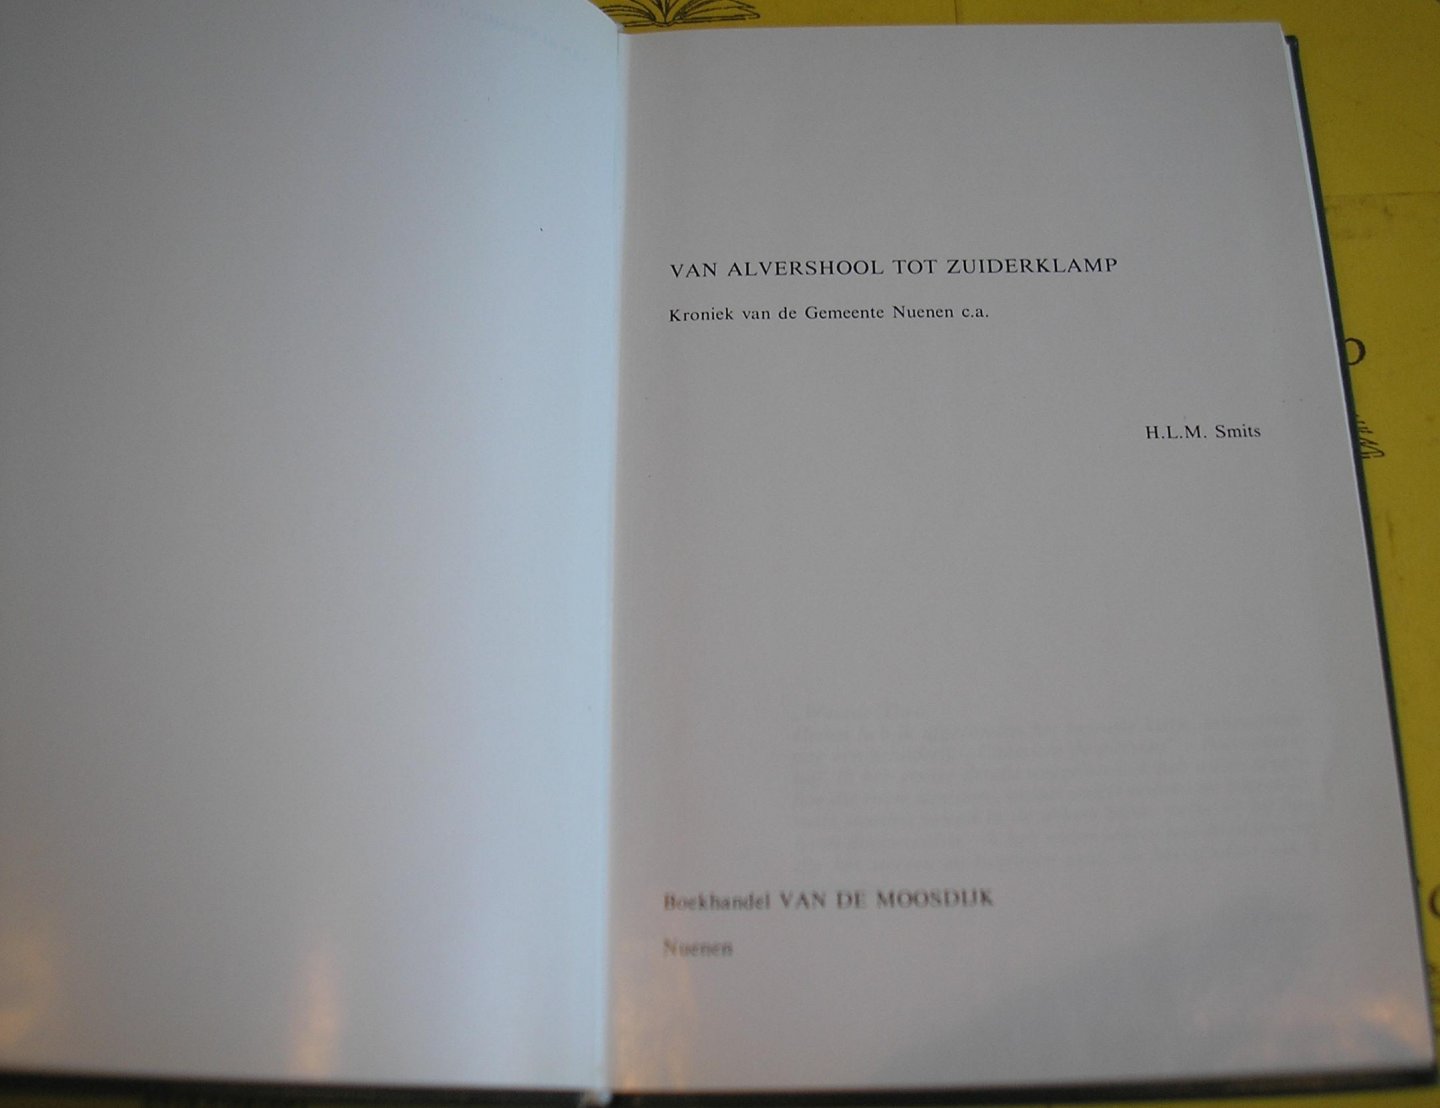 VAN ALVERSHOOL TOT ZUIDERKLAMP
Kroniek van de Gemeente Nuenen c.a.
H.L.M. Smits
Boekhandel VAN DE MOOSDIJK
Nuenen